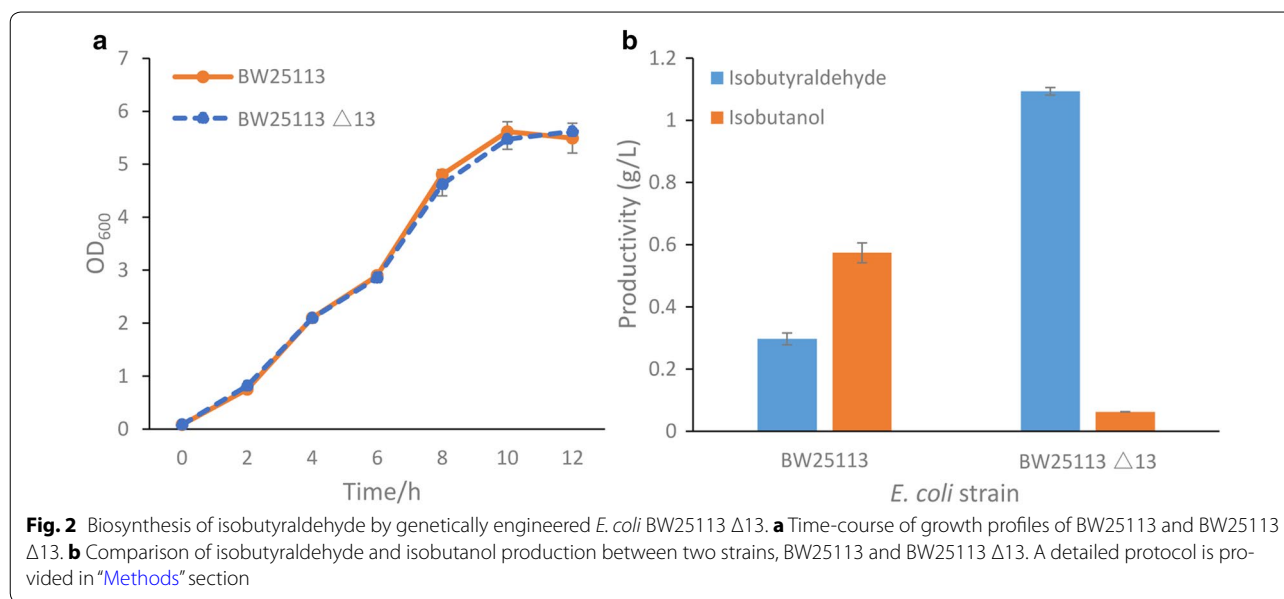 a
7
6
5
4
3
2
1
0
OD600
BW25113
BW25113 △13
0 2 4 6 8 10 12
Time/h
b
1.2
1
0.8
0.6
0.4
0.2
0
Productivity (g/L)
Isobutyraldehyde
Isobutanol
BW25113 BW25113 △13
E. coli strain
Fig. 2 Biosynthesis of isobutyraldehyde by genetically engineered E. coli BW25113 Δ13. a Time-course of growth profiles of BW25113 and BW25113
Δ13. b Comparison of isobutyraldehyde and isobutanol production between two strains, BW25113 and BW25113 Δ13. A detailed protocol is pro-
vided in “Methods” section